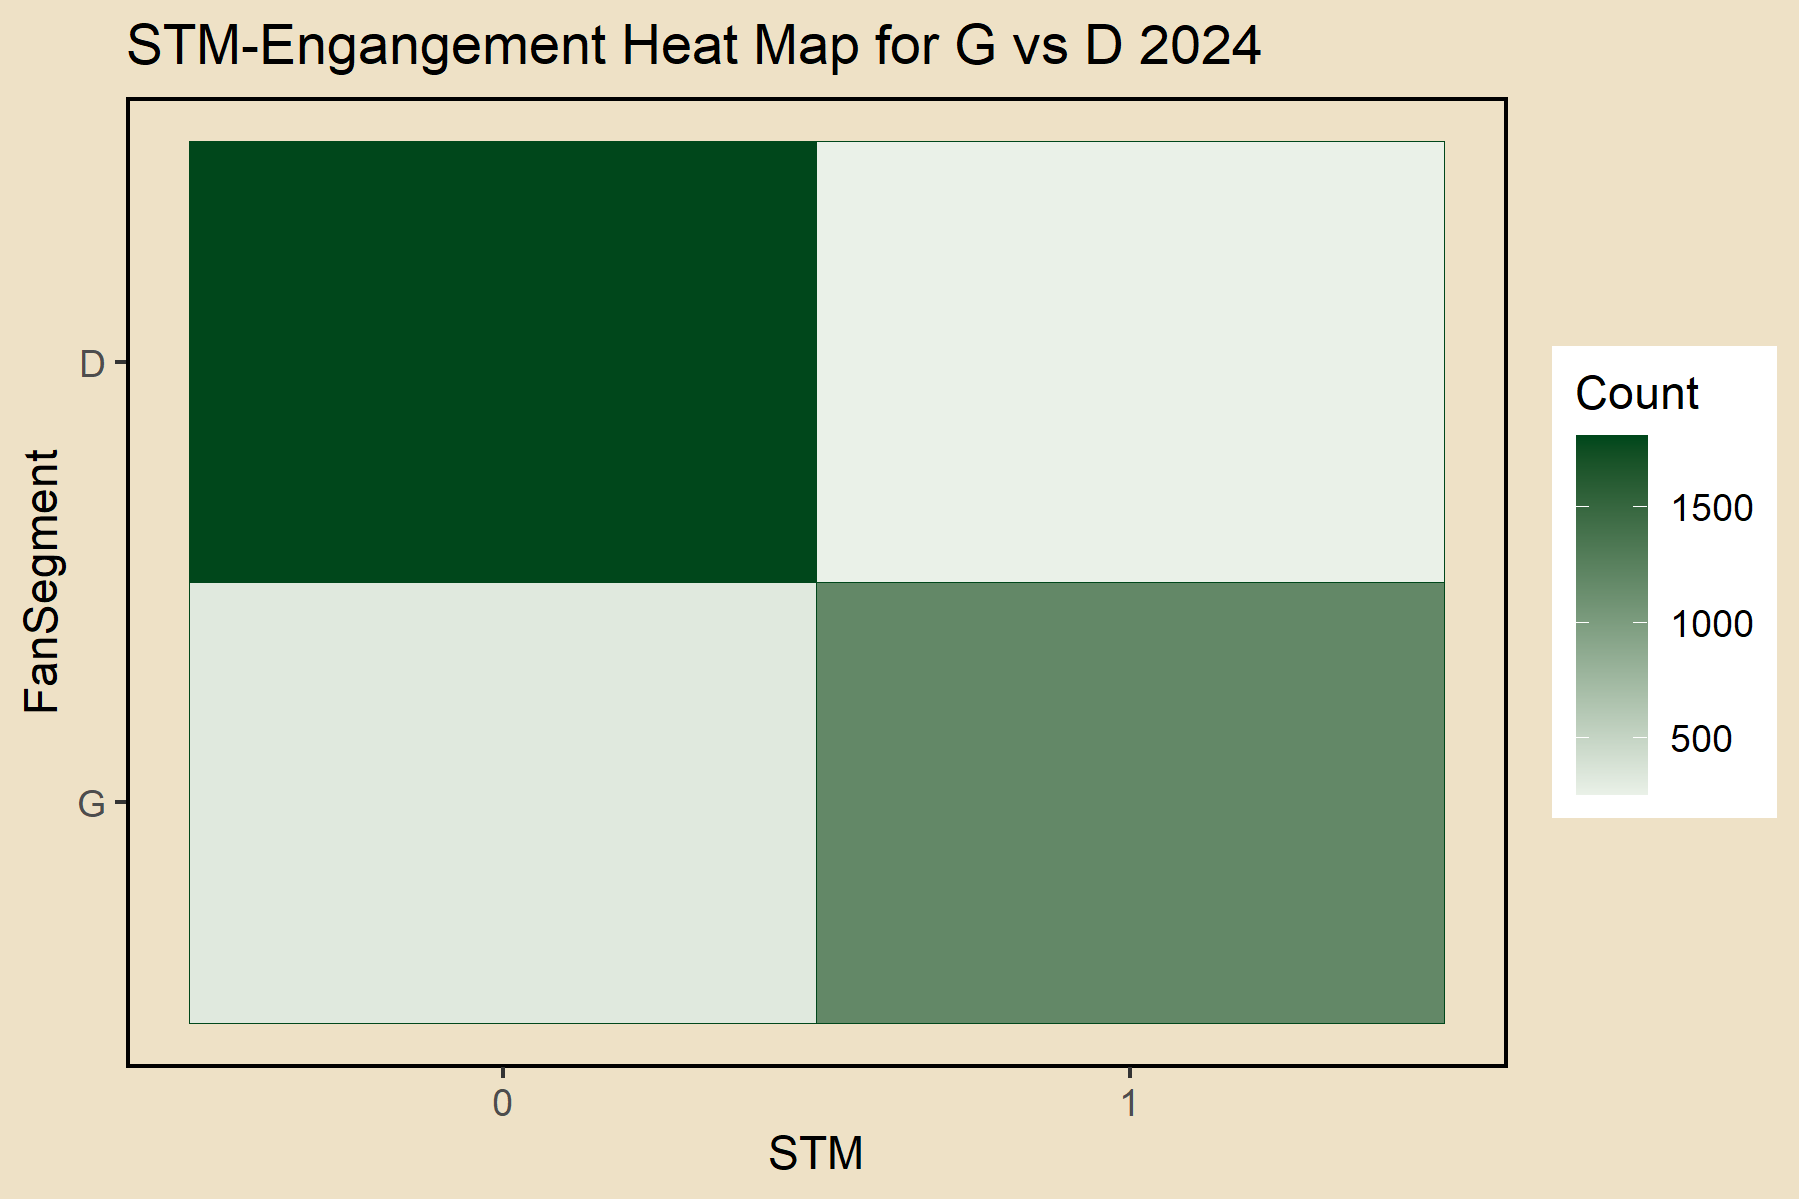 STM-Engangement Heat Map for G vs D 2024
FanSegment
D
G
0
1
STM
Count
1500
1000
500